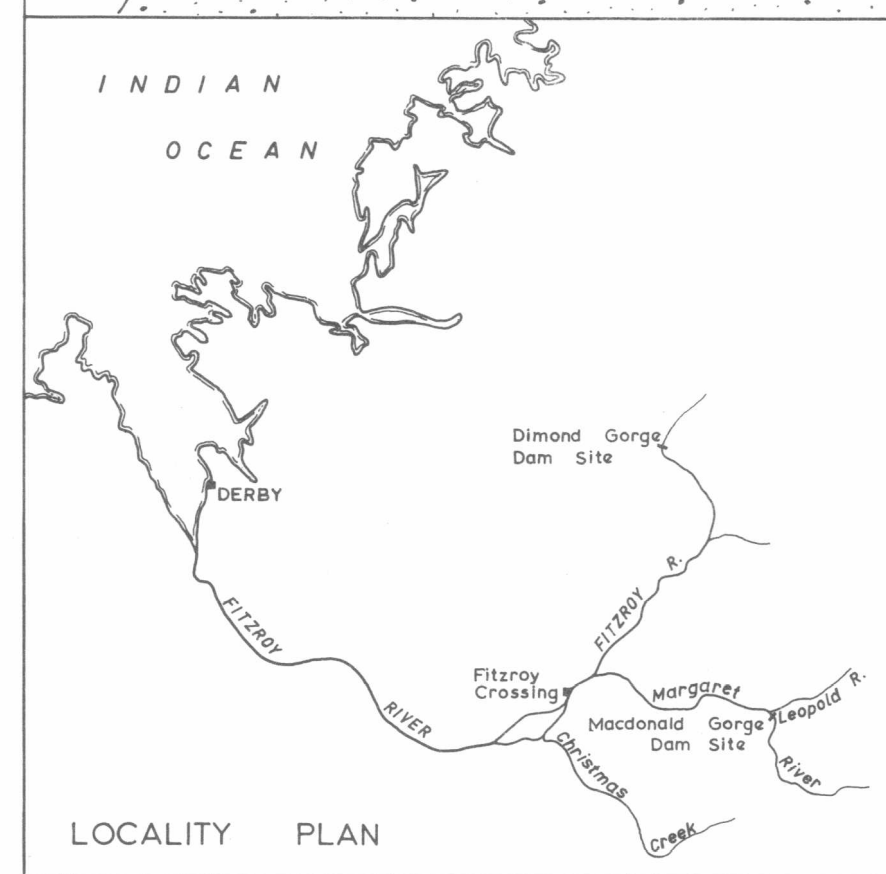 INDIAN
OCEAN
Dimond Gorge
Dam Site
DERBY
FITZROY R.
FITZROY
RIVER
Fitzroy
Crossing
Margaret
River
Leopold R.
Macdonald Gorge
Dam Site
Christmas
Creek
LOCALITY PLAN